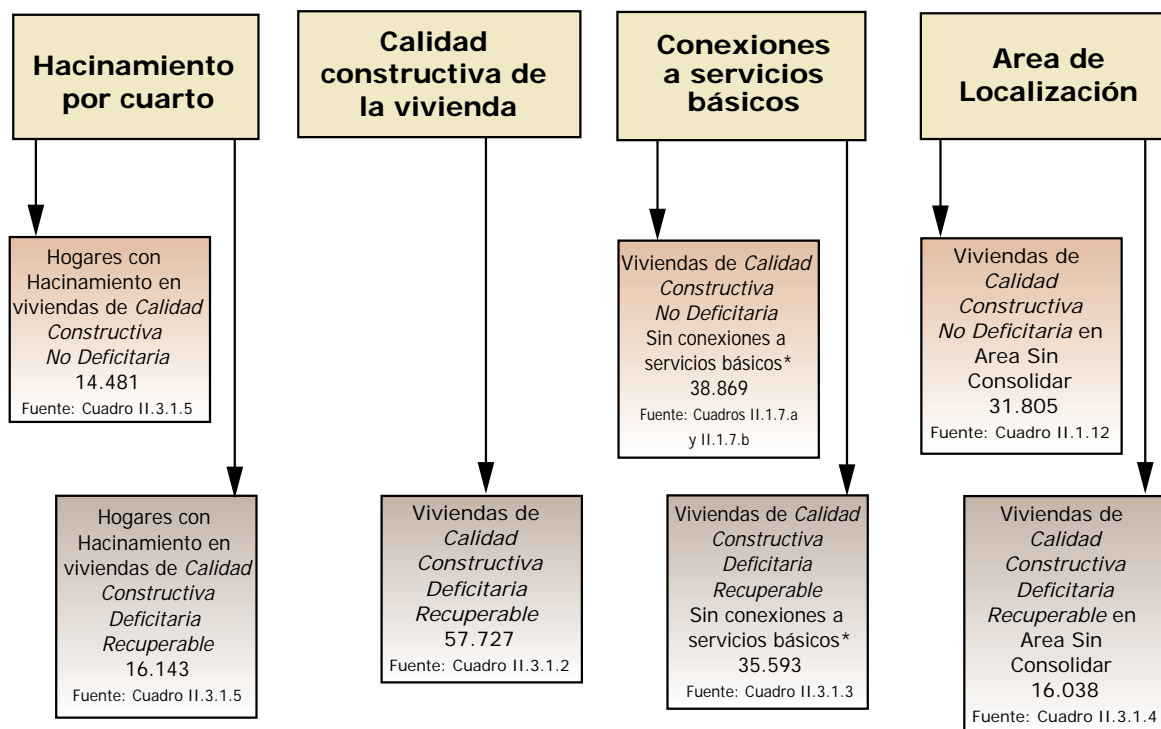 Hacinamiento
por cuarto
Calidad
constructiva de
la vivienda
Conexiones
a servicios
básicos
Area de
Localización
Hogares con
Hacinamiento en
viviendas de Calidad
Constructiva
No Deficitaria
14.481
Fuente: Cuadro II.3.1.5
Viviendas de Calidad
Constructiva
No Deficitaria
Sin conexiones a
servicios básicos*
38.869
Fuente: Cuadros II.1.7.a
y II.1.7.b
Viviendas de
Calidad
Constructiva
No Deficitaria en
Area Sin
Consolidar
31.805
Fuente: Cuadro II.1.12
Hogares con
Hacinamiento en
viviendas de Calidad
Constructiva
Deficitaria
Recuperable
16.143
Fuente: Cuadro II.3.1.5
Viviendas de
Calidad
Constructiva
Deficitaria
Recuperable
57.727
Fuente: Cuadro II.3.1.2
Viviendas de Calidad
Constructiva
Deficitaria
Recuperable
Sin conexiones a
servicios básicos*
35.593
Fuente: Cuadro II.3.1.3
Viviendas de
Calidad
Constructiva
Deficitaria
Recuperable en
Area Sin
Consolidar
16.038
Fuente: Cuadro II.3.1.4